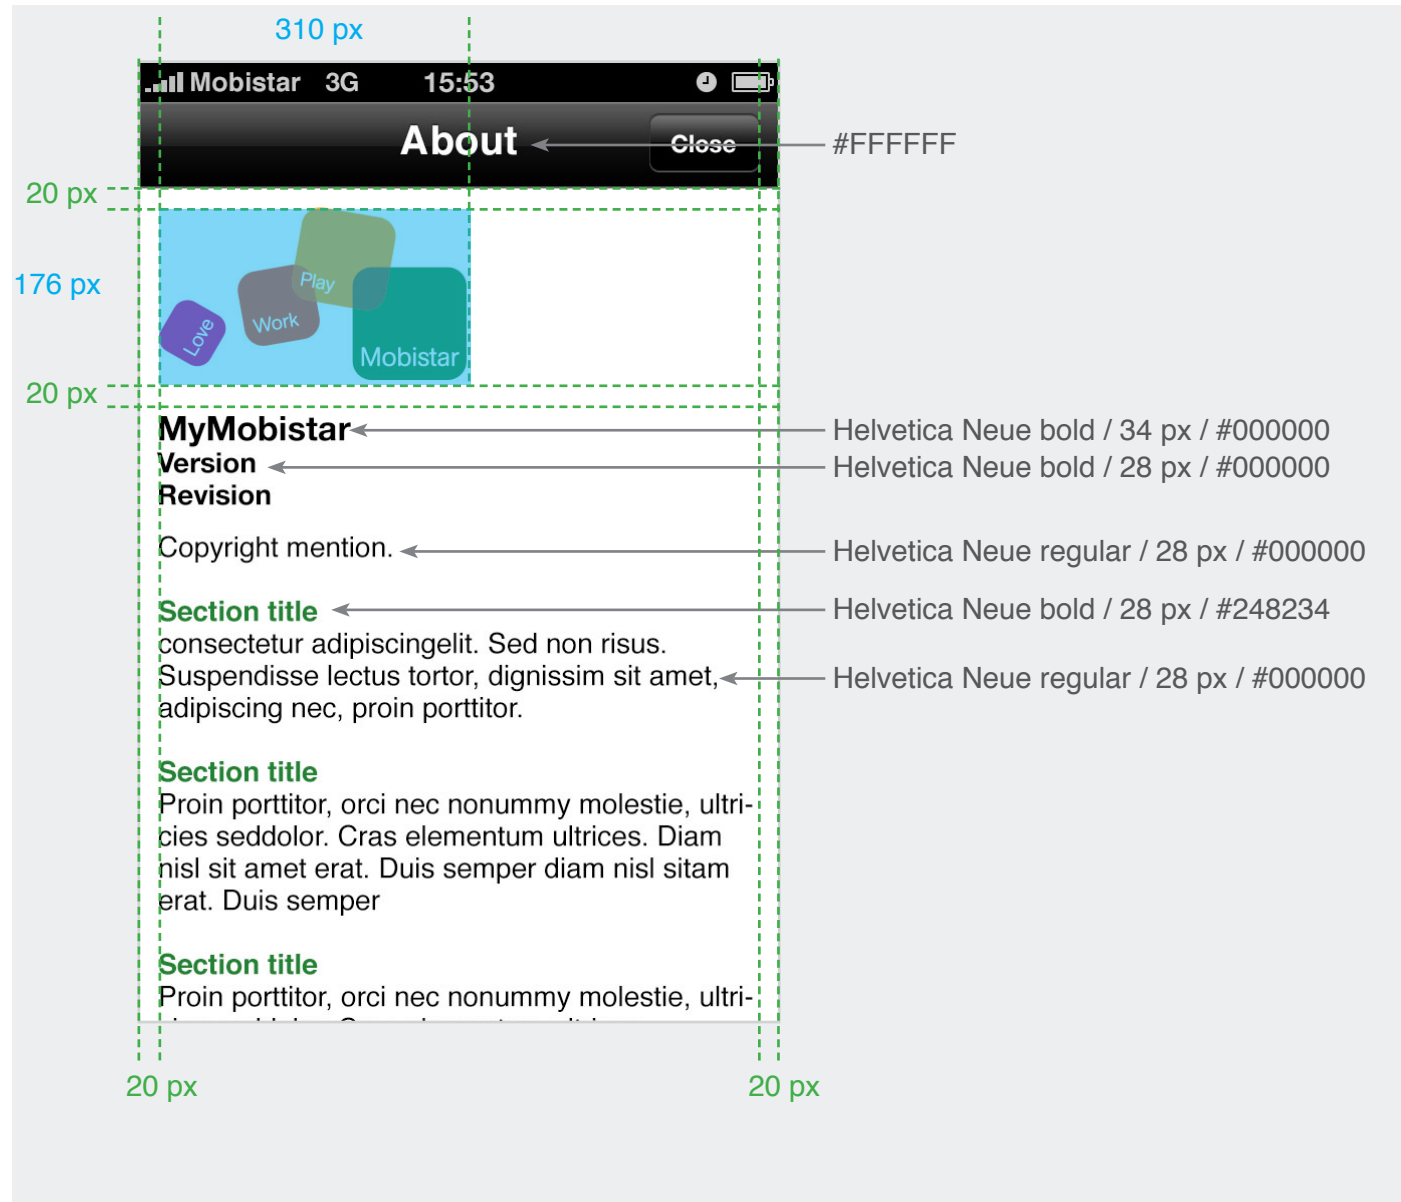 310 px
Mobistar 3G 15:53
About
Close
#FFFFFF
20 px
176 px
Play
Work
Love
Mobistar
20 px
MyMobistar
Helvetica Neue bold / 34 px / #000000
Version
Helvetica Neue bold / 28 px / #000000
Revision
Copyright mention.
Helvetica Neue regular / 28 px / #000000
Section title
Helvetica Neue bold / 28 px / #248234
consectetur adipiscingelit. Sed non risus.
Suspendisse lectus tortor, dignissim sit amet,
Helvetica Neue regular / 28 px / #000000
adipiscing nec, proin porttitor.
Section title
Proin porttitor, orci nec nonummy molestie, ultri-
cies seddolor. Cras elementum ultrices. Diam
nisl sit amet erat. Duis semper diam nisl sitam
erat. Duis semper
Section title
Proin porttitor, orci nec nonummy molestie, ultri-
20 px
20 px